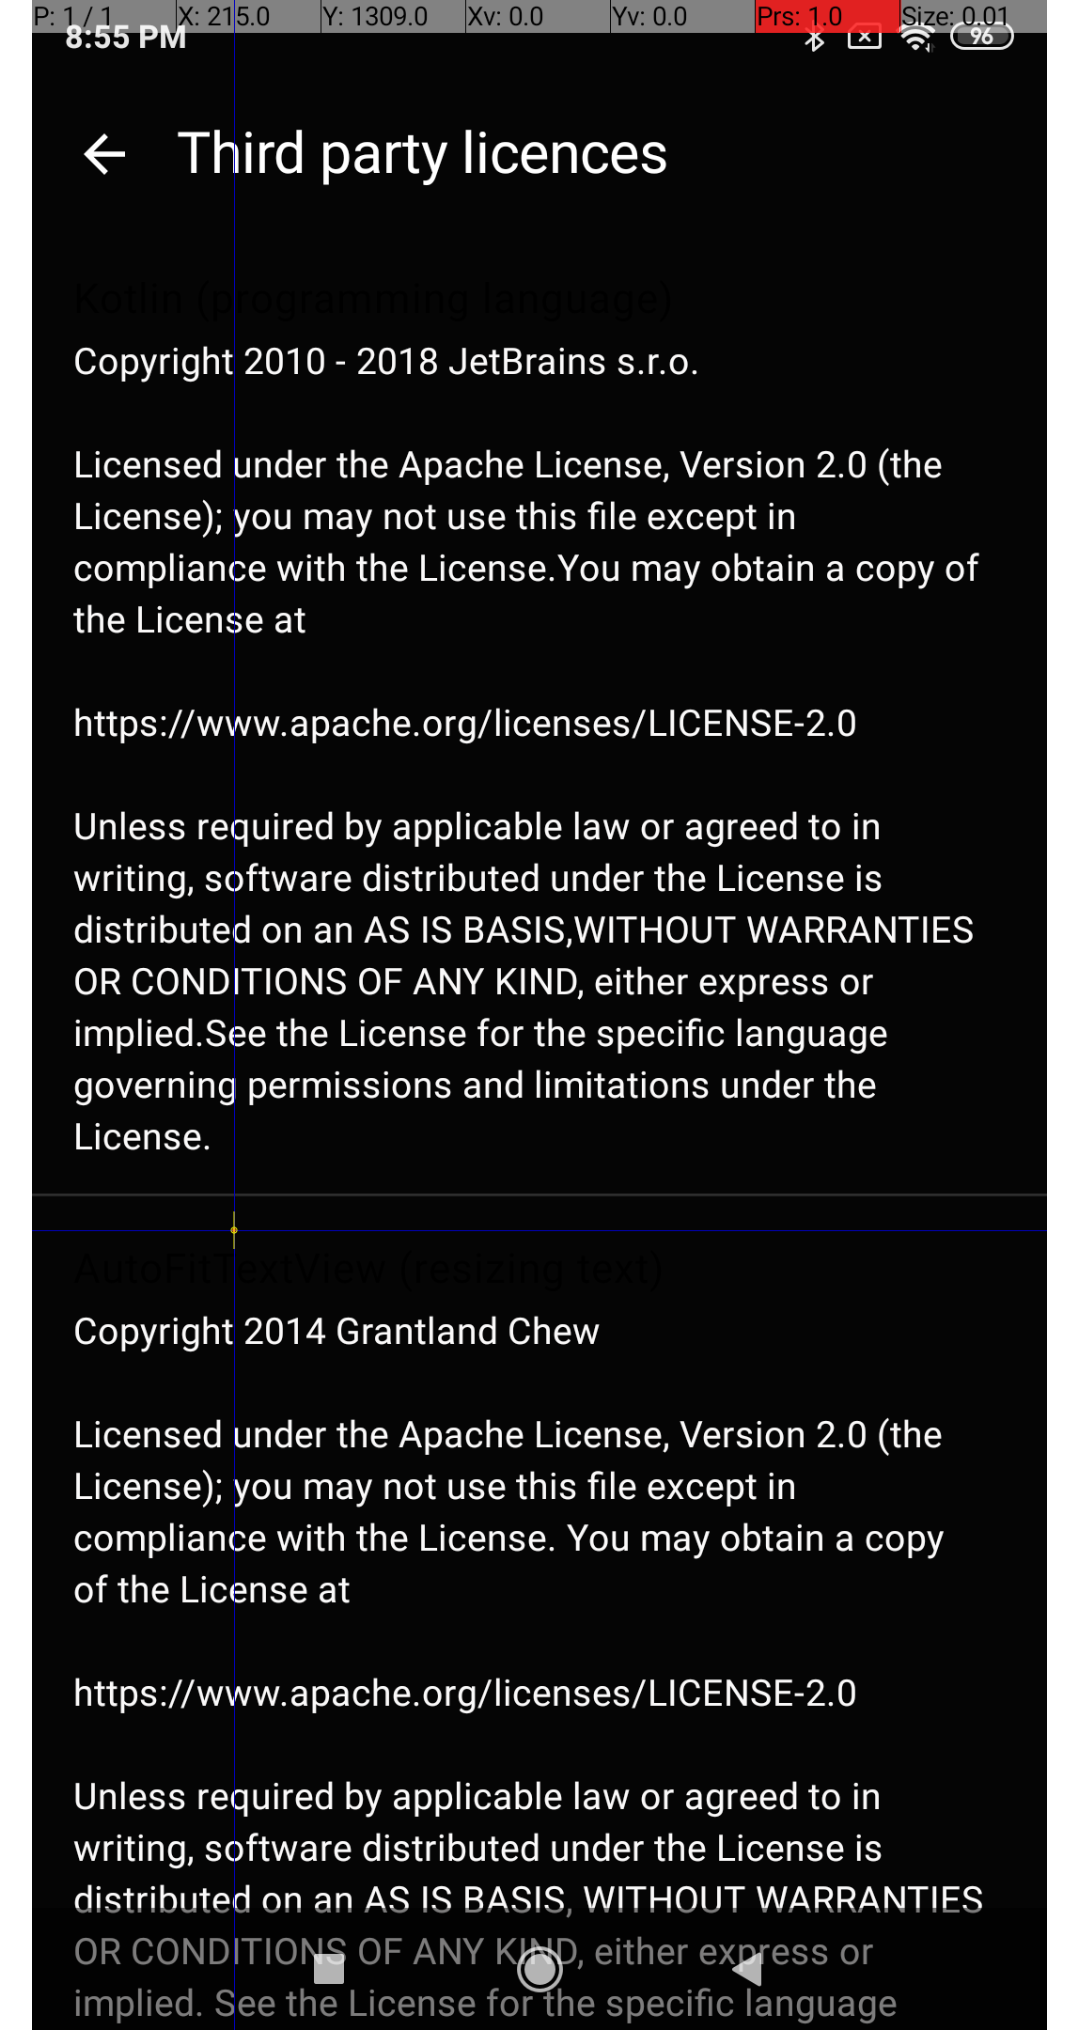 P: 1 / 1 X: 215.0 Y: 1309.0 Xv: 0.0 Yv: 0.0 Prs: 1.0 Size: 0.01
8:55 PM 96
Third party licences
Kotlin (programming language)
Copyright 2010 - 2018 JetBrains s.r.o.
Licensed under the Apache License, Version 2.0 (the
License); you may not use this file except in
compliance with the License.You may obtain a copy of
the License at
https://www.apache.org/licenses/LICENSE-2.0
Unless required by applicable law or agreed to in
writing, software distributed under the License is
distributed on an AS IS BASIS,WITHOUT WARRANTIES
OR CONDITIONS OF ANY KIND, either express or
implied.See the License for the specific language
governing permissions and limitations under the
License.
AutoFitTextView (resizing text)
Copyright 2014 Grantland Chew
Licensed under the Apache License, Version 2.0 (the
License); you may not use this file except in
compliance with the License. You may obtain a copy
of the License at
https://www.apache.org/licenses/LICENSE-2.0
Unless required by applicable law or agreed to in
writing, software distributed under the License is
distributed on an AS IS BASIS, WITHOUT WARRANTIES
OR CONDITIONS OF ANY KIND, either express or
implied. See the License for the specific language